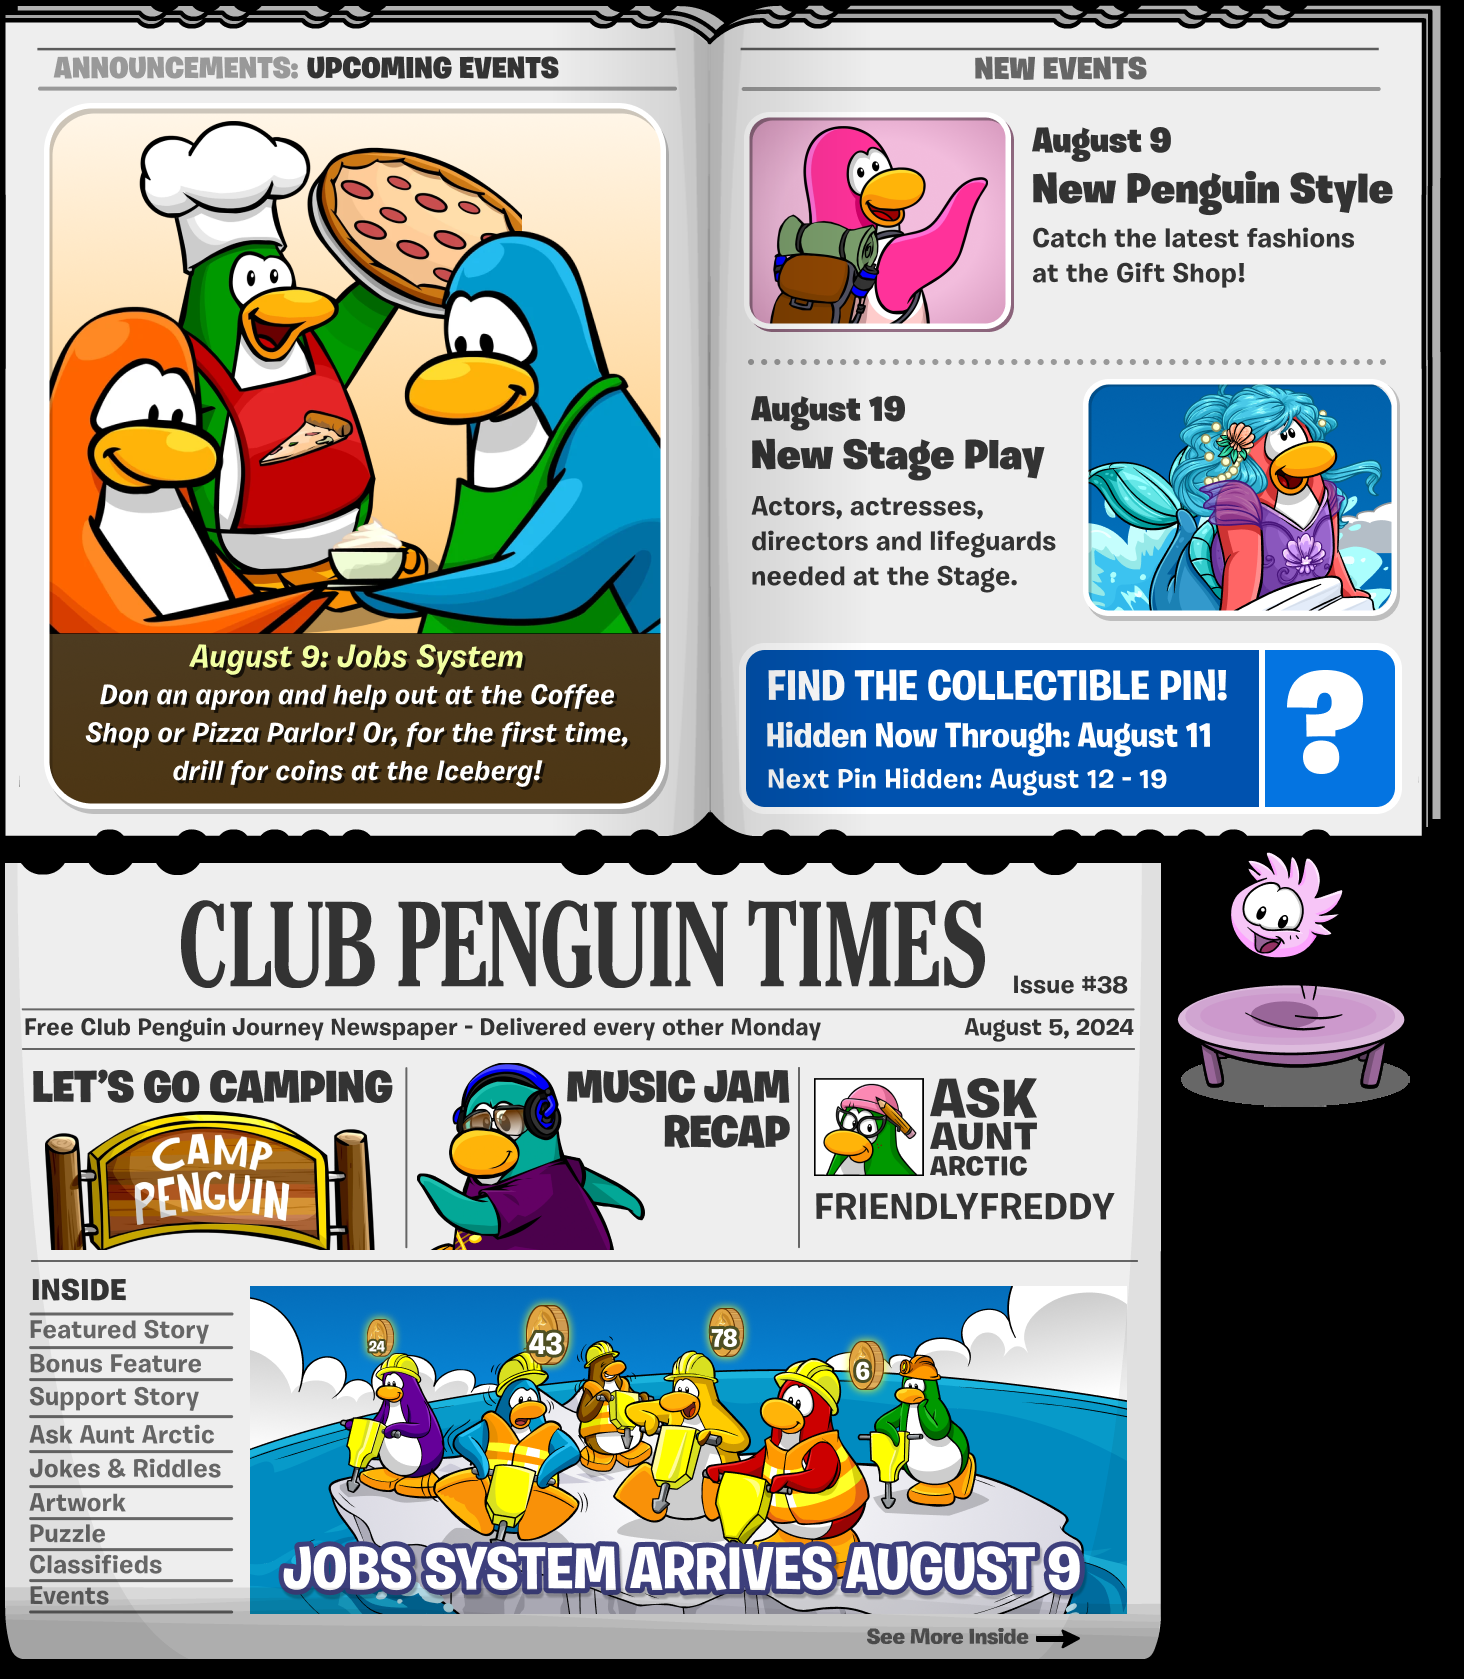 ANNOUNCEMENTS: UPCOMING EVENTS
August 9: Jobs System
Don an apron and help out at the Coffee
Shop or Pizza Parlor! Or, for the first time,
drill for coins at the Iceberg!
NEW EVENTS
August 9
New Penguin Style
Catch the latest fashions
at the Gift Shop!
August 19
New Stage Play
Actors, actresses,
directors and lifeguards
needed at the Stage.
FIND THE COLLECTIBLE PIN!
Hidden Now Through: August 11
Next Pin Hidden: August 12 - 19
?
CLUB PENGUIN TIMES
Issue #38
Free Club Penguin Journey Newspaper - Delivered every other Monday
August 5, 2024
LET'S GO CAMPING
CAMP
PENGUIN
MUSIC JAM
RECAP
ASK
AUNT
ARCTIC
FRIENDLYFREDDY
INSIDE
Featured Story
Bonus Feature
Support Story
Ask Aunt Arctic
Jokes & Riddles
Artwork
Puzzle
Classifieds
Events
24
43
78
6
JOBS SYSTEM ARRIVES AUGUST 9
See More Inside